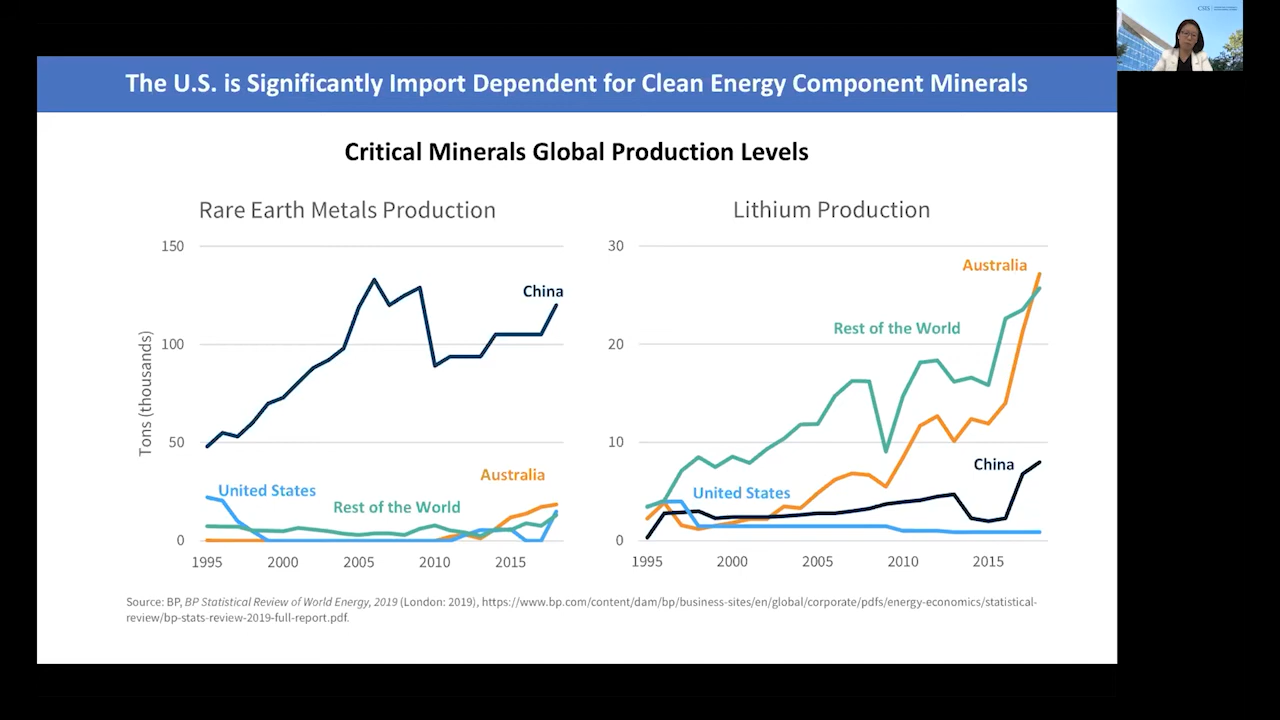 CSIS
The U.S. is Significantly Import Dependent for Clean Energy Component Minerals
Critical Minerals Global Production Levels
Rare Earth Metals Production
Tons (thousands)
150
100
50
0
China
Australia
United States
Rest of the World
1995
2000
2005
2010
2015
Lithium Production
30
20
10
0
Australia
Rest of the World
China
United States
1995
2000
2005
2010
2015
Source: BP, BP Statistical Review of World Energy, 2019 (London: 2019), https://www.bp.com/content/dam/bp/business-sites/en/global/corporate/pdfs/energy-economics/statistical-
review/bp-stats-review-2019-full-report.pdf.